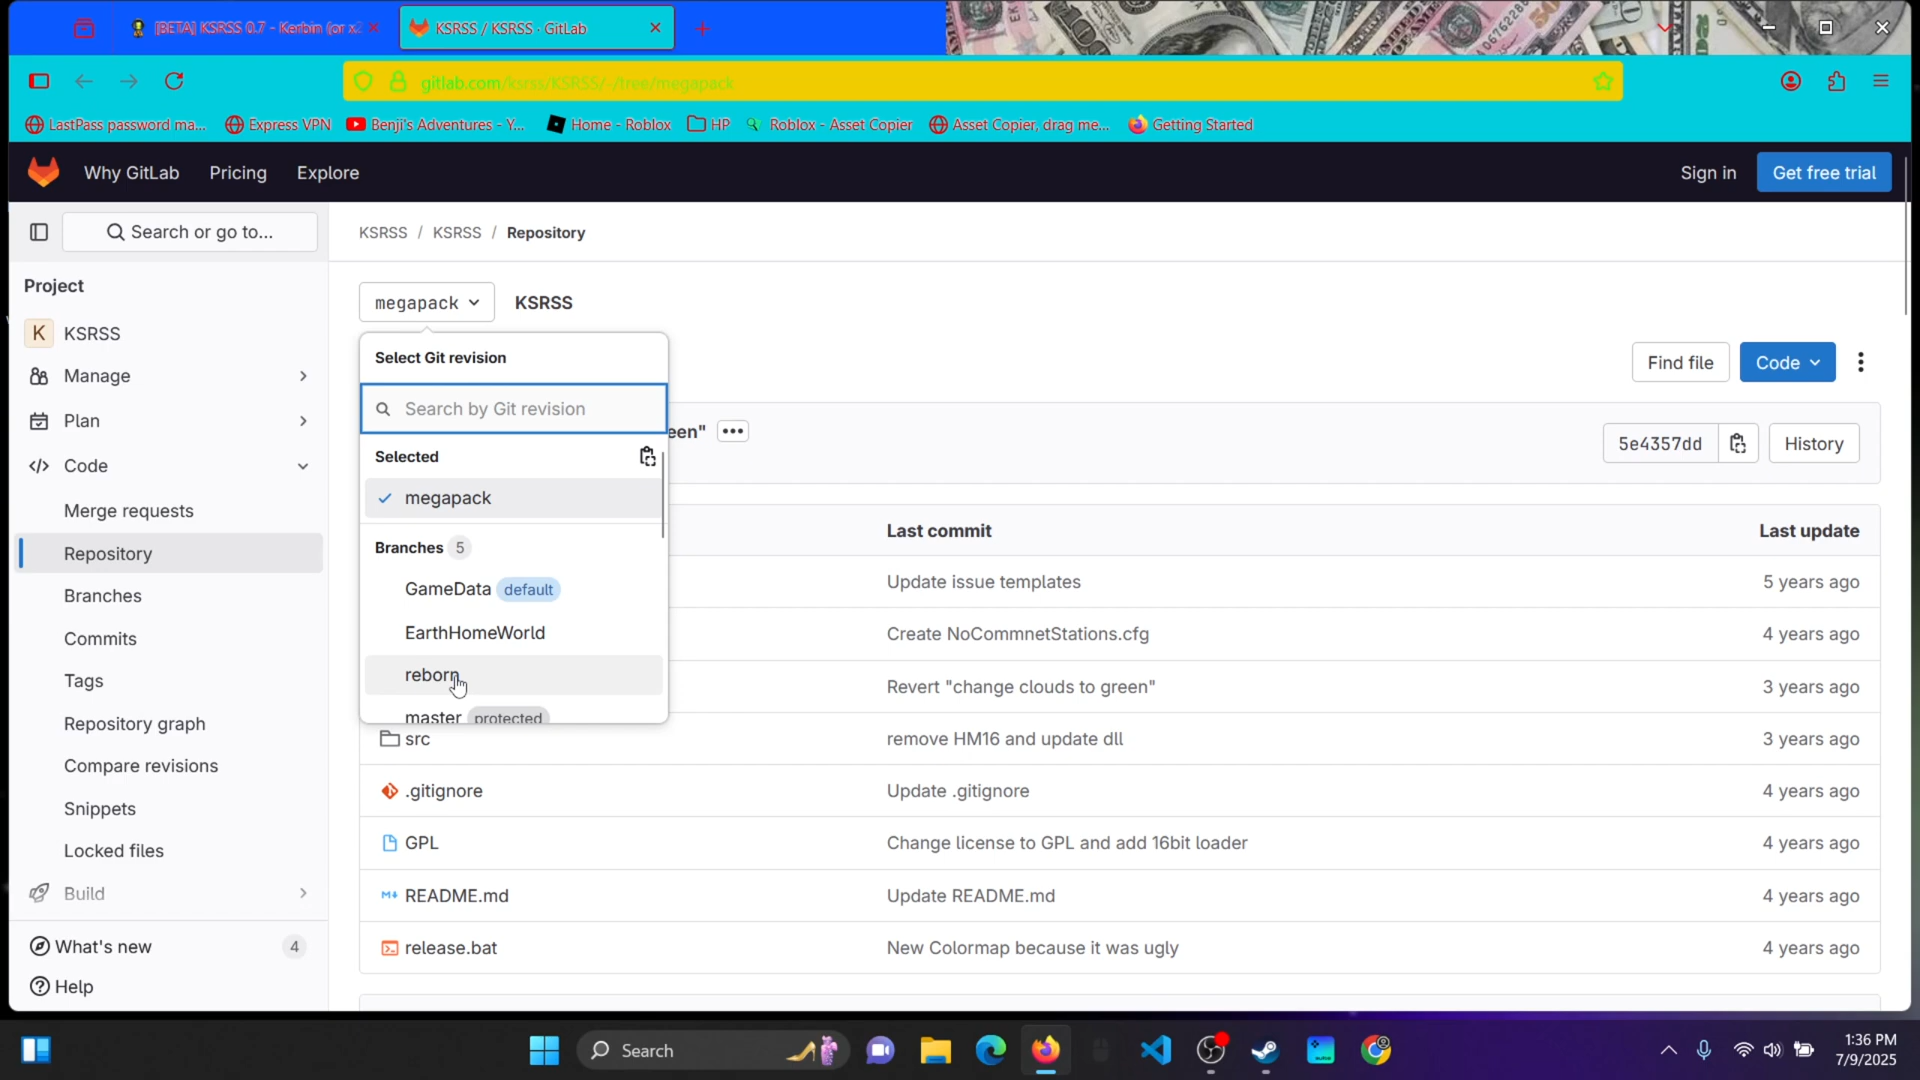 [BETA] KSRSS 0.7 - Kerbin (or x2
KSRSS / KSRSS · GitLab
gitlab.com/ksrss/KSRSS/-/tree/megapack
LastPass password ma...
Express VPN
Benji's Adventures - Y...
Home - Roblox
HP
Roblox - Asset Copier
Asset Copier, drag me...
Getting Started
Why GitLab
Pricing
Explore
Sign in
Get free trial
Search or go to...
KSRSS / KSRSS / Repository
Project
K KSRSS
Manage
Plan
Code
Merge requests
Repository
Branches
Commits
Tags
Repository graph
Compare revisions
Snippets
Locked files
Build
What's new 4
Help
megapack
KSRSS
Select Git revision
Search by Git revision
Selected
megapack
Branches 5
GameData default
EarthHomeWorld
reborn
master protected
Find file
Code
een" •••
5e4357dd
History
Last commit
Last update
Update issue templates
5 years ago
Create NoCommnetStations.cfg
4 years ago
Revert "change clouds to green"
3 years ago
src
remove HM16 and update dll
3 years ago
.gitignore
Update .gitignore
4 years ago
GPL
Change license to GPL and add 16bit loader
4 years ago
README.md
Update README.md
4 years ago
release.bat
New Colormap because it was ugly
4 years ago
Search
1:36 PM
7/9/2025